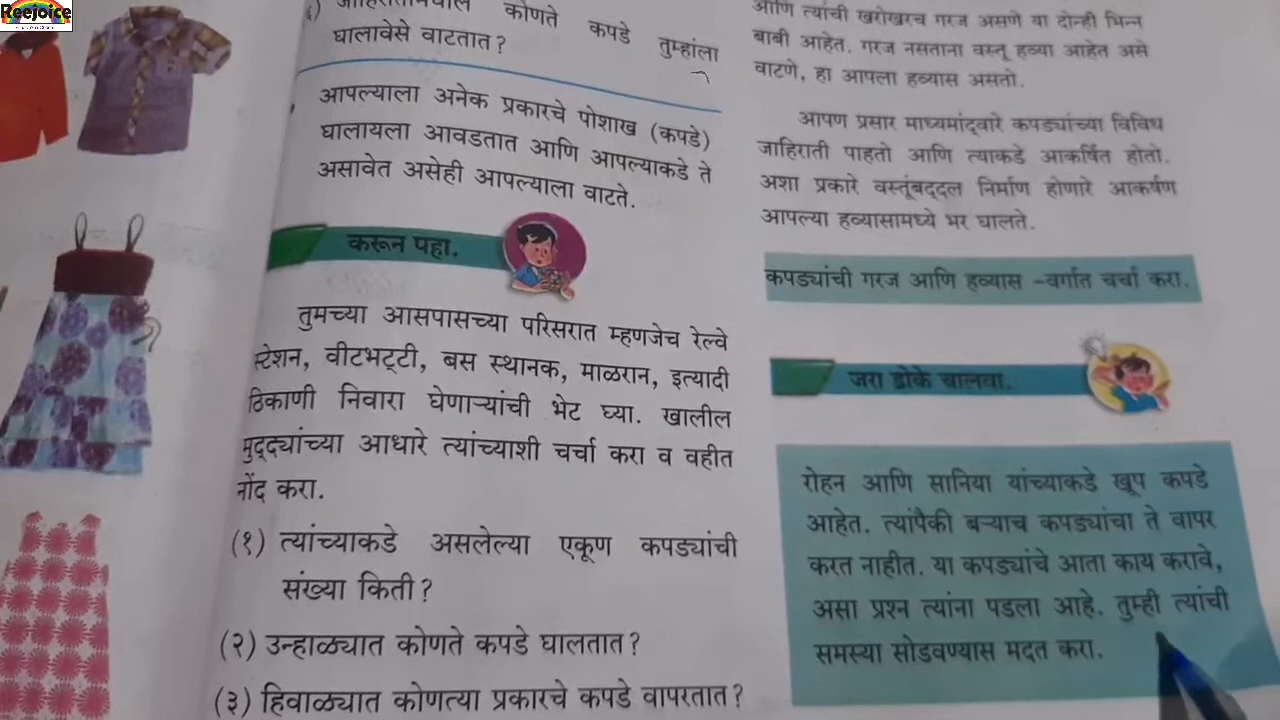 Reejoice
कोणते कपडे तुम्हांला
घालावेसे वाटतात?
आपल्याला अनेक प्रकारचे पोशाख (कपडे)
घालायला आवडतात आणि आपल्याकडे ते
असावेत असेही आपल्याला वाटते.
करून पहा.
तुमच्या आसपासच्या परिसरात म्हणजेच रेल्वे
स्टेशन, वीटभट्टी, बस स्थानक, माळरान, इत्यादी
ठिकाणी निवारा घेणाऱ्यांची भेट घ्या. खालील
मुद्द्यांच्या आधारे त्यांच्याशी चर्चा करा व वहीत
नोंद करा.
(१) त्यांच्याकडे असलेल्या एकूण कपड्यांची
संख्या किती?
(२) उन्हाळ्यात कोणते कपडे घालतात?
(३) हिवाळ्यात कोणत्या प्रकारचे कपडे वापरतात?
आणि त्यांची खरोखरच गरज असणे या दोन्ही भिन्न
बाबी आहेत. गरज नसताना वस्तू हव्या आहेत असे
वाटणे, हा आपला हव्यास असतो.
आपण प्रसार माध्यमांद्वारे कपड्यांच्या विविध
जाहिराती पाहतो आणि त्याकडे आकर्षित होतो.
अशा प्रकारे वस्तूंबद्दल निर्माण होणारे आकर्षण
आपल्या हव्यासामध्ये भर घालते.
कपड्यांची गरज आणि हव्यास -वर्गात चर्चा करा.
जरा डोके चालवा.
रोहन आणि सानिया यांच्याकडे खूप कपडे
आहेत. त्यांपैकी बऱ्याच कपड्यांचा ते वापर
करत नाहीत. या कपड्यांचे आता काय करावे,
असा प्रश्न त्यांना पडला आहे. तुम्ही त्यांची
समस्या सोडवण्यास मदत करा.